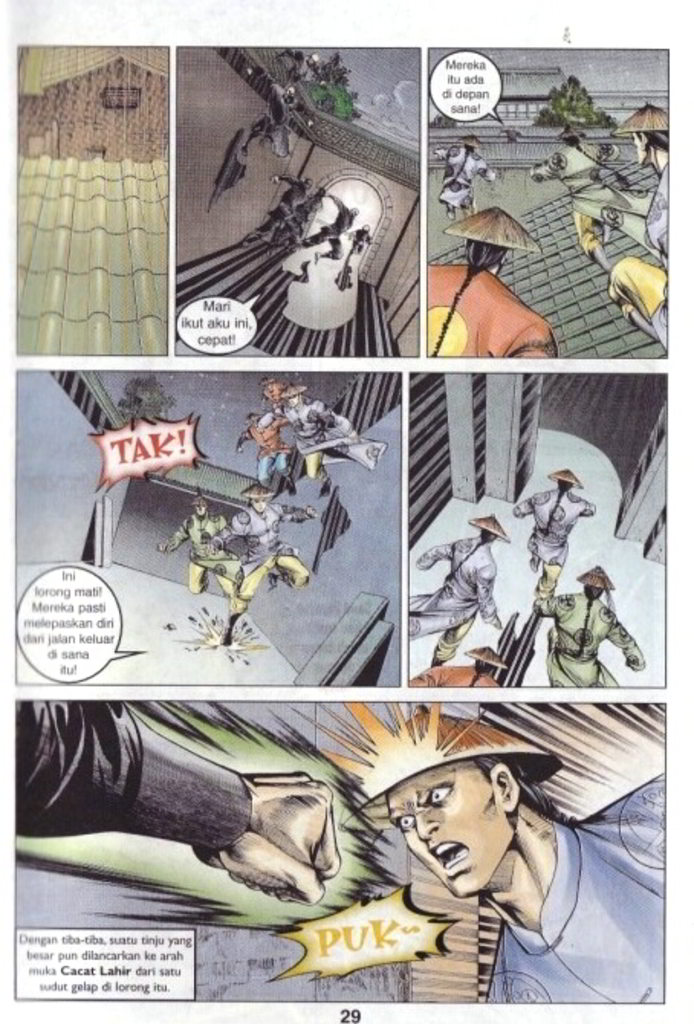 Mari
ikut aku ini,
cepat!
Mereka
itu ada
di depan
sana!
TAK!
Ini
lorong mati!
Mereka pasti
melepaskan diri
dari jalan keluar
di sana
itu!
PUK~
Dengan tiba-tiba, suatu tinju yang
besar pun dilancarkan ke arah
muka Cacat Lahir dari satu
sudut gelap di lorong itu.
29